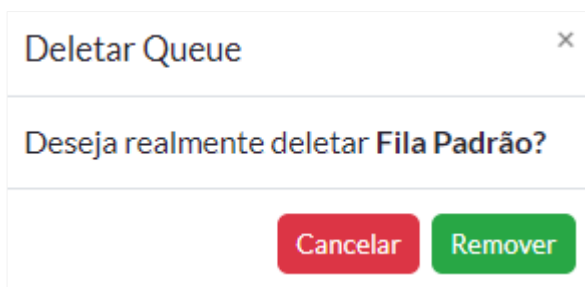 Deletar Queue
×
Deseja realmente deletar Fila Padrão?
Cancelar Remover